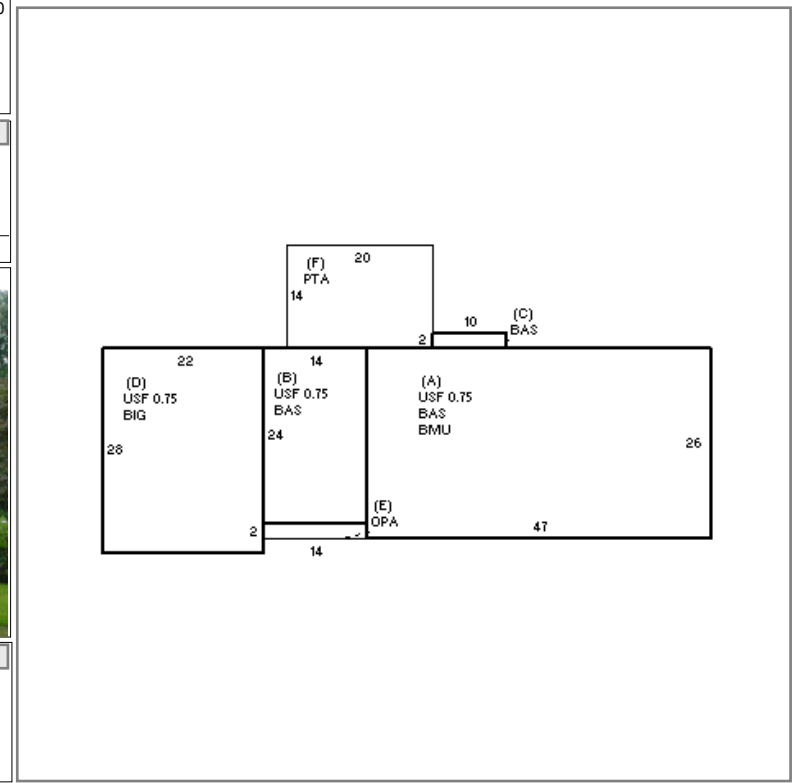 (F)
PTA
20
14
2
10
(C)
BAS
22
(D)
USF 0.75
BIG
28
14
(B)
USF 0.75
BAS
24
(A)
USF 0.75
BAS
BMU
26
(E)
OPA
2
14
47